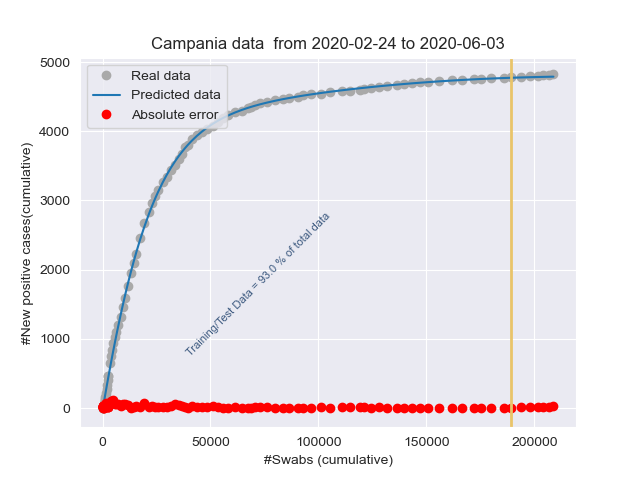 Campania data from 2020-02-24 to 2020-06-03
Real data
Predicted data
Absolute error
#New positive cases(cumulative)
5000
4000
3000
2000
1000
0
Training/Test Data = 93.0 % of total data
0
50000
100000
150000
200000
#Swabs (cumulative)